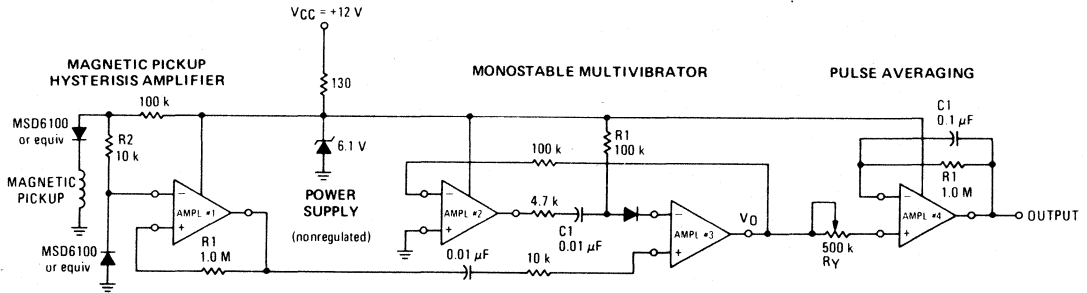 VCC = +12 V
MAGNETIC PICKUP
HYSTERISIS AMPLIFIER
MONOSTABLE MULTIVIBRATOR
PULSE AVERAGING
130
100 k
MSD6100
or equiv
R2
10 k
MAGNETIC
PICKUP
MSD6100
or equiv
−
AMPL #1
+
R1
1.0 M
6.1 V
POWER
SUPPLY
(nonregulated)
100 k
R1
100 k
−
AMPL #2
+
4.7 k
C1
0.01 µF
0.01 µF
10 k
−
AMPL #3
+
VO
500 k
RY
C1
0.1 µF
R1
1.0 M
−
AMPL #4
+
OUTPUT